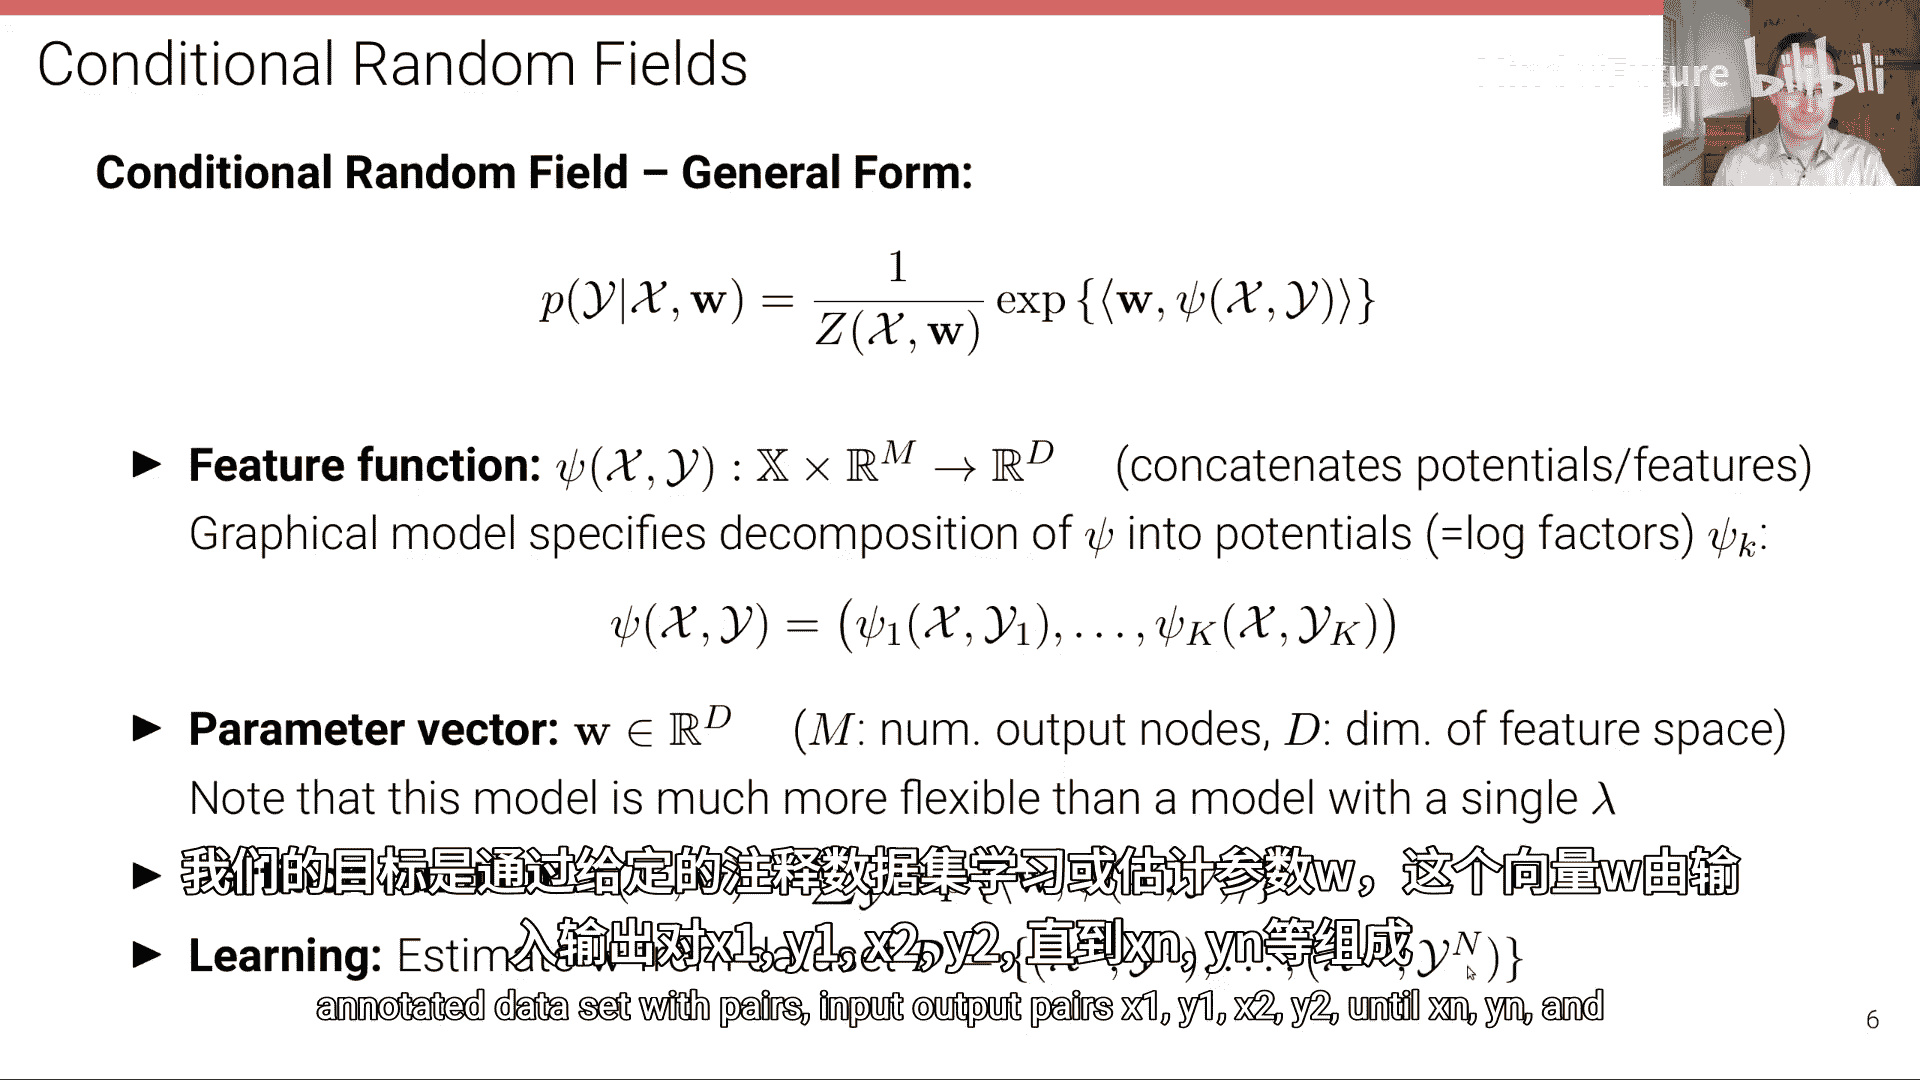 Conditional Random Fields
ture bilibili
Conditional Random Field – General Form:
p(𝒴|𝒳, w) = 1 / Z(𝒳, w) exp {⟨w, ψ(𝒳, 𝒴)⟩}
► Feature function: ψ(𝒳, 𝒴) : 𝕏 × ℝ^M → ℝ^D (concatenates potentials/features)
Graphical model specifies decomposition of ψ into potentials (=log factors) ψ_k:
ψ(𝒳, 𝒴) = (ψ_1(𝒳, 𝒴_1), . . . , ψ_K(𝒳, 𝒴_K))
► Parameter vector: w ∈ ℝ^D (M: num. output nodes, D: dim. of feature space)
Note that this model is much more flexible than a model with a single λ
►
我们的目标是通过给定的注释数据集学习或估计参数w，这个向量w由输
► Learning: Estimate
入输出对x1, y1, x2, y2, 直到xn, yn等组成
𝒴^N)}
annotated data set with pairs, input output pairs x1, y1, x2, y2, until xn, yn, and
6